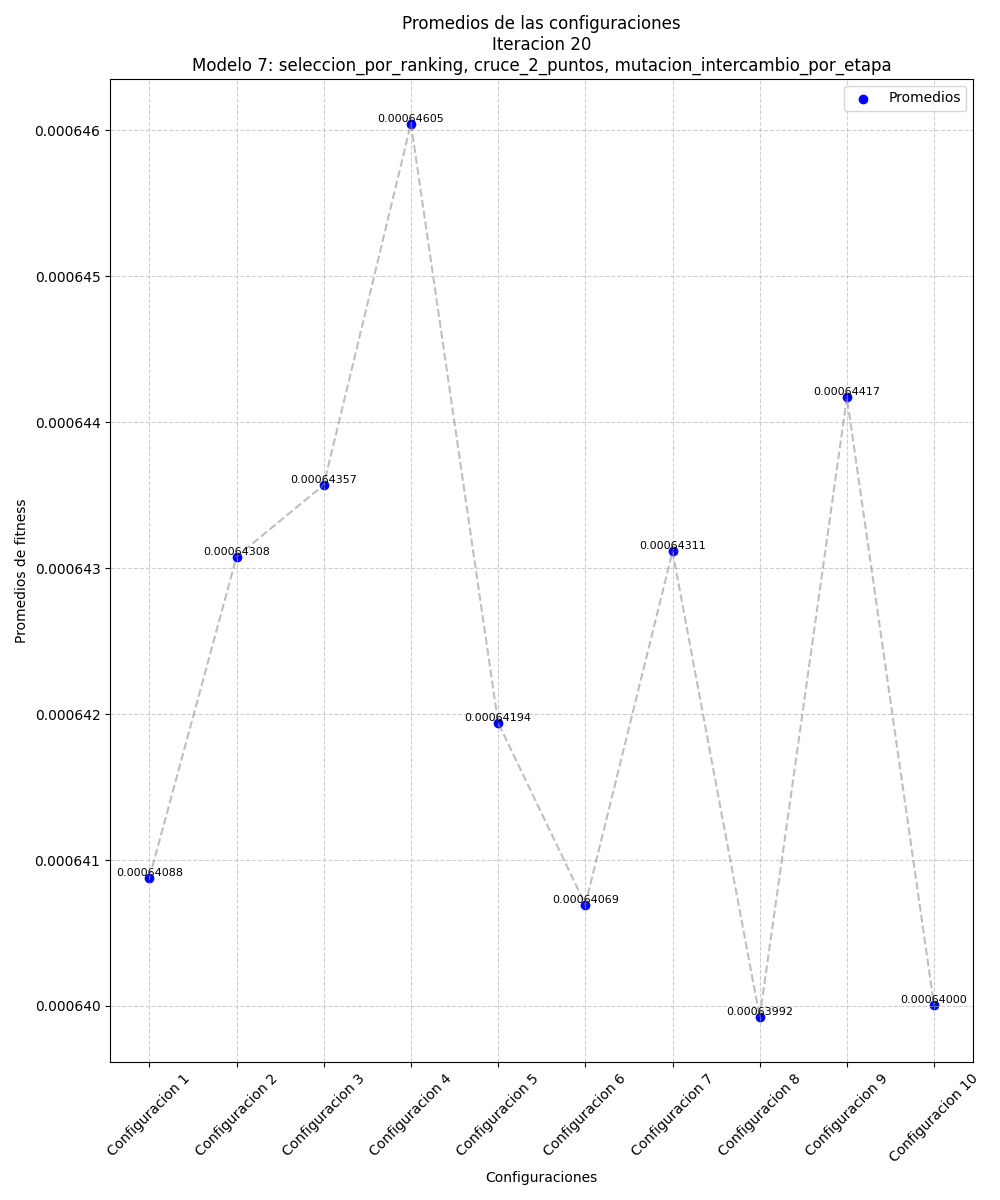 Promedios de las configuraciones
Iteracion 20
Modelo 7: seleccion_por_ranking, cruce_2_puntos, mutacion_intercambio_por_etapa
Promedios
0.000646
0.000645
0.000644
0.000643
0.000642
0.000641
0.000640
Promedios de fitness
0.00064088
0.00064308
0.00064357
0.00064605
0.00064194
0.00064069
0.00064311
0.00063992
0.00064417
0.00064000
Configuracion 1
Configuracion 2
Configuracion 3
Configuracion 4
Configuracion 5
Configuracion 6
Configuracion 7
Configuracion 8
Configuracion 9
Configuracion 10
Configuraciones